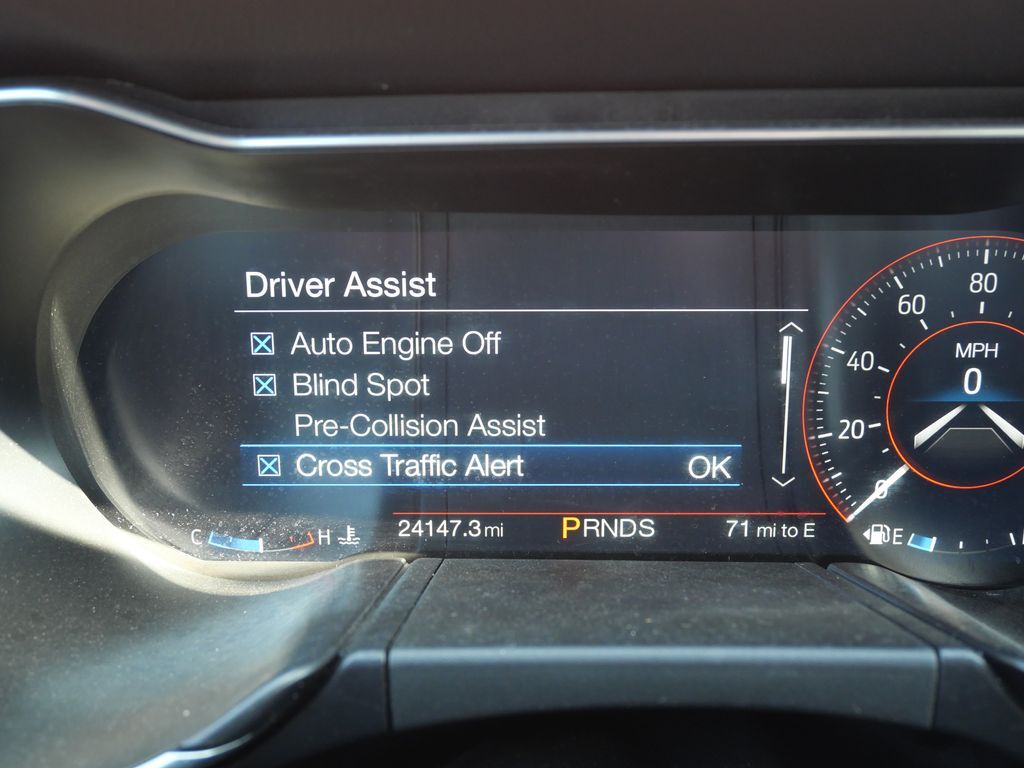 Driver Assist
Auto Engine Off
Blind Spot
Pre-Collision Assist
Cross Traffic Alert OK
24147.3 mi PRNDS 71 mi to E
C H
80
60
40
20
0
MPH
0
E